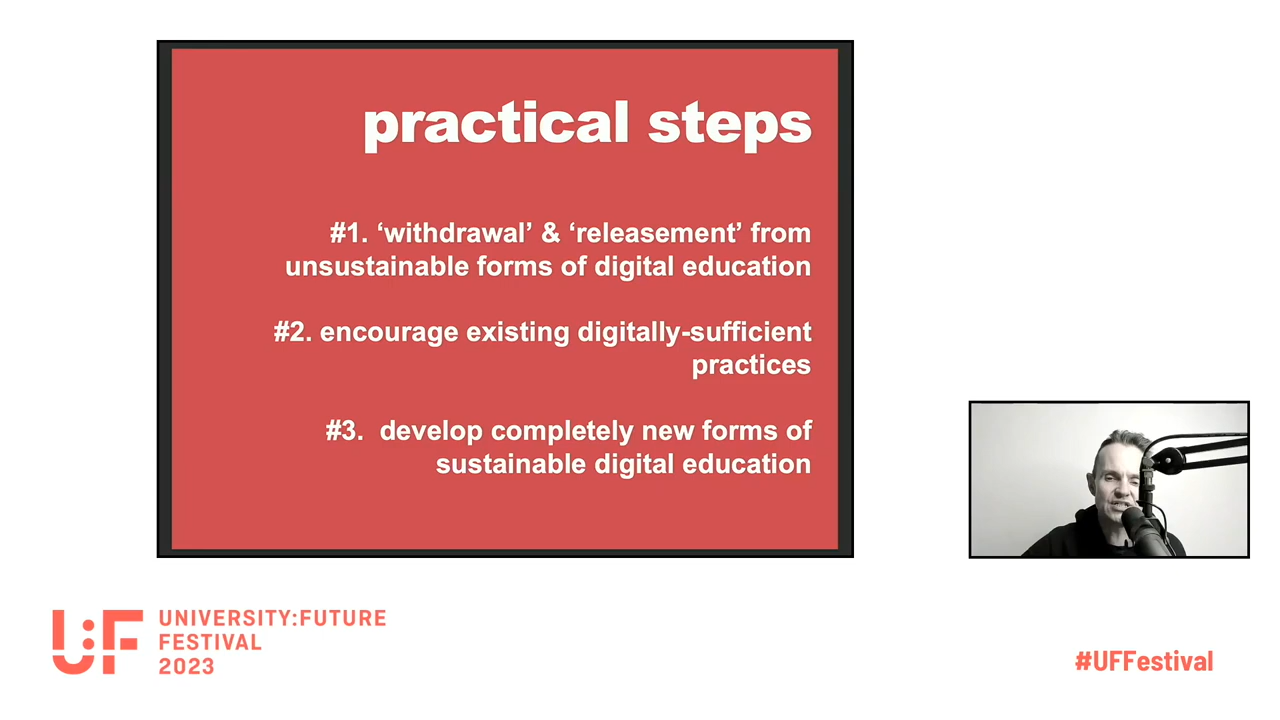 practical steps
#1. ‘withdrawal’ & ‘releasement’ from
unsustainable forms of digital education
#2. encourage existing digitally-sufficient
practices
#3.  develop completely new forms of
sustainable digital education
U:F
UNIVERSITY:FUTURE
FESTIVAL
2023
#UFFestival